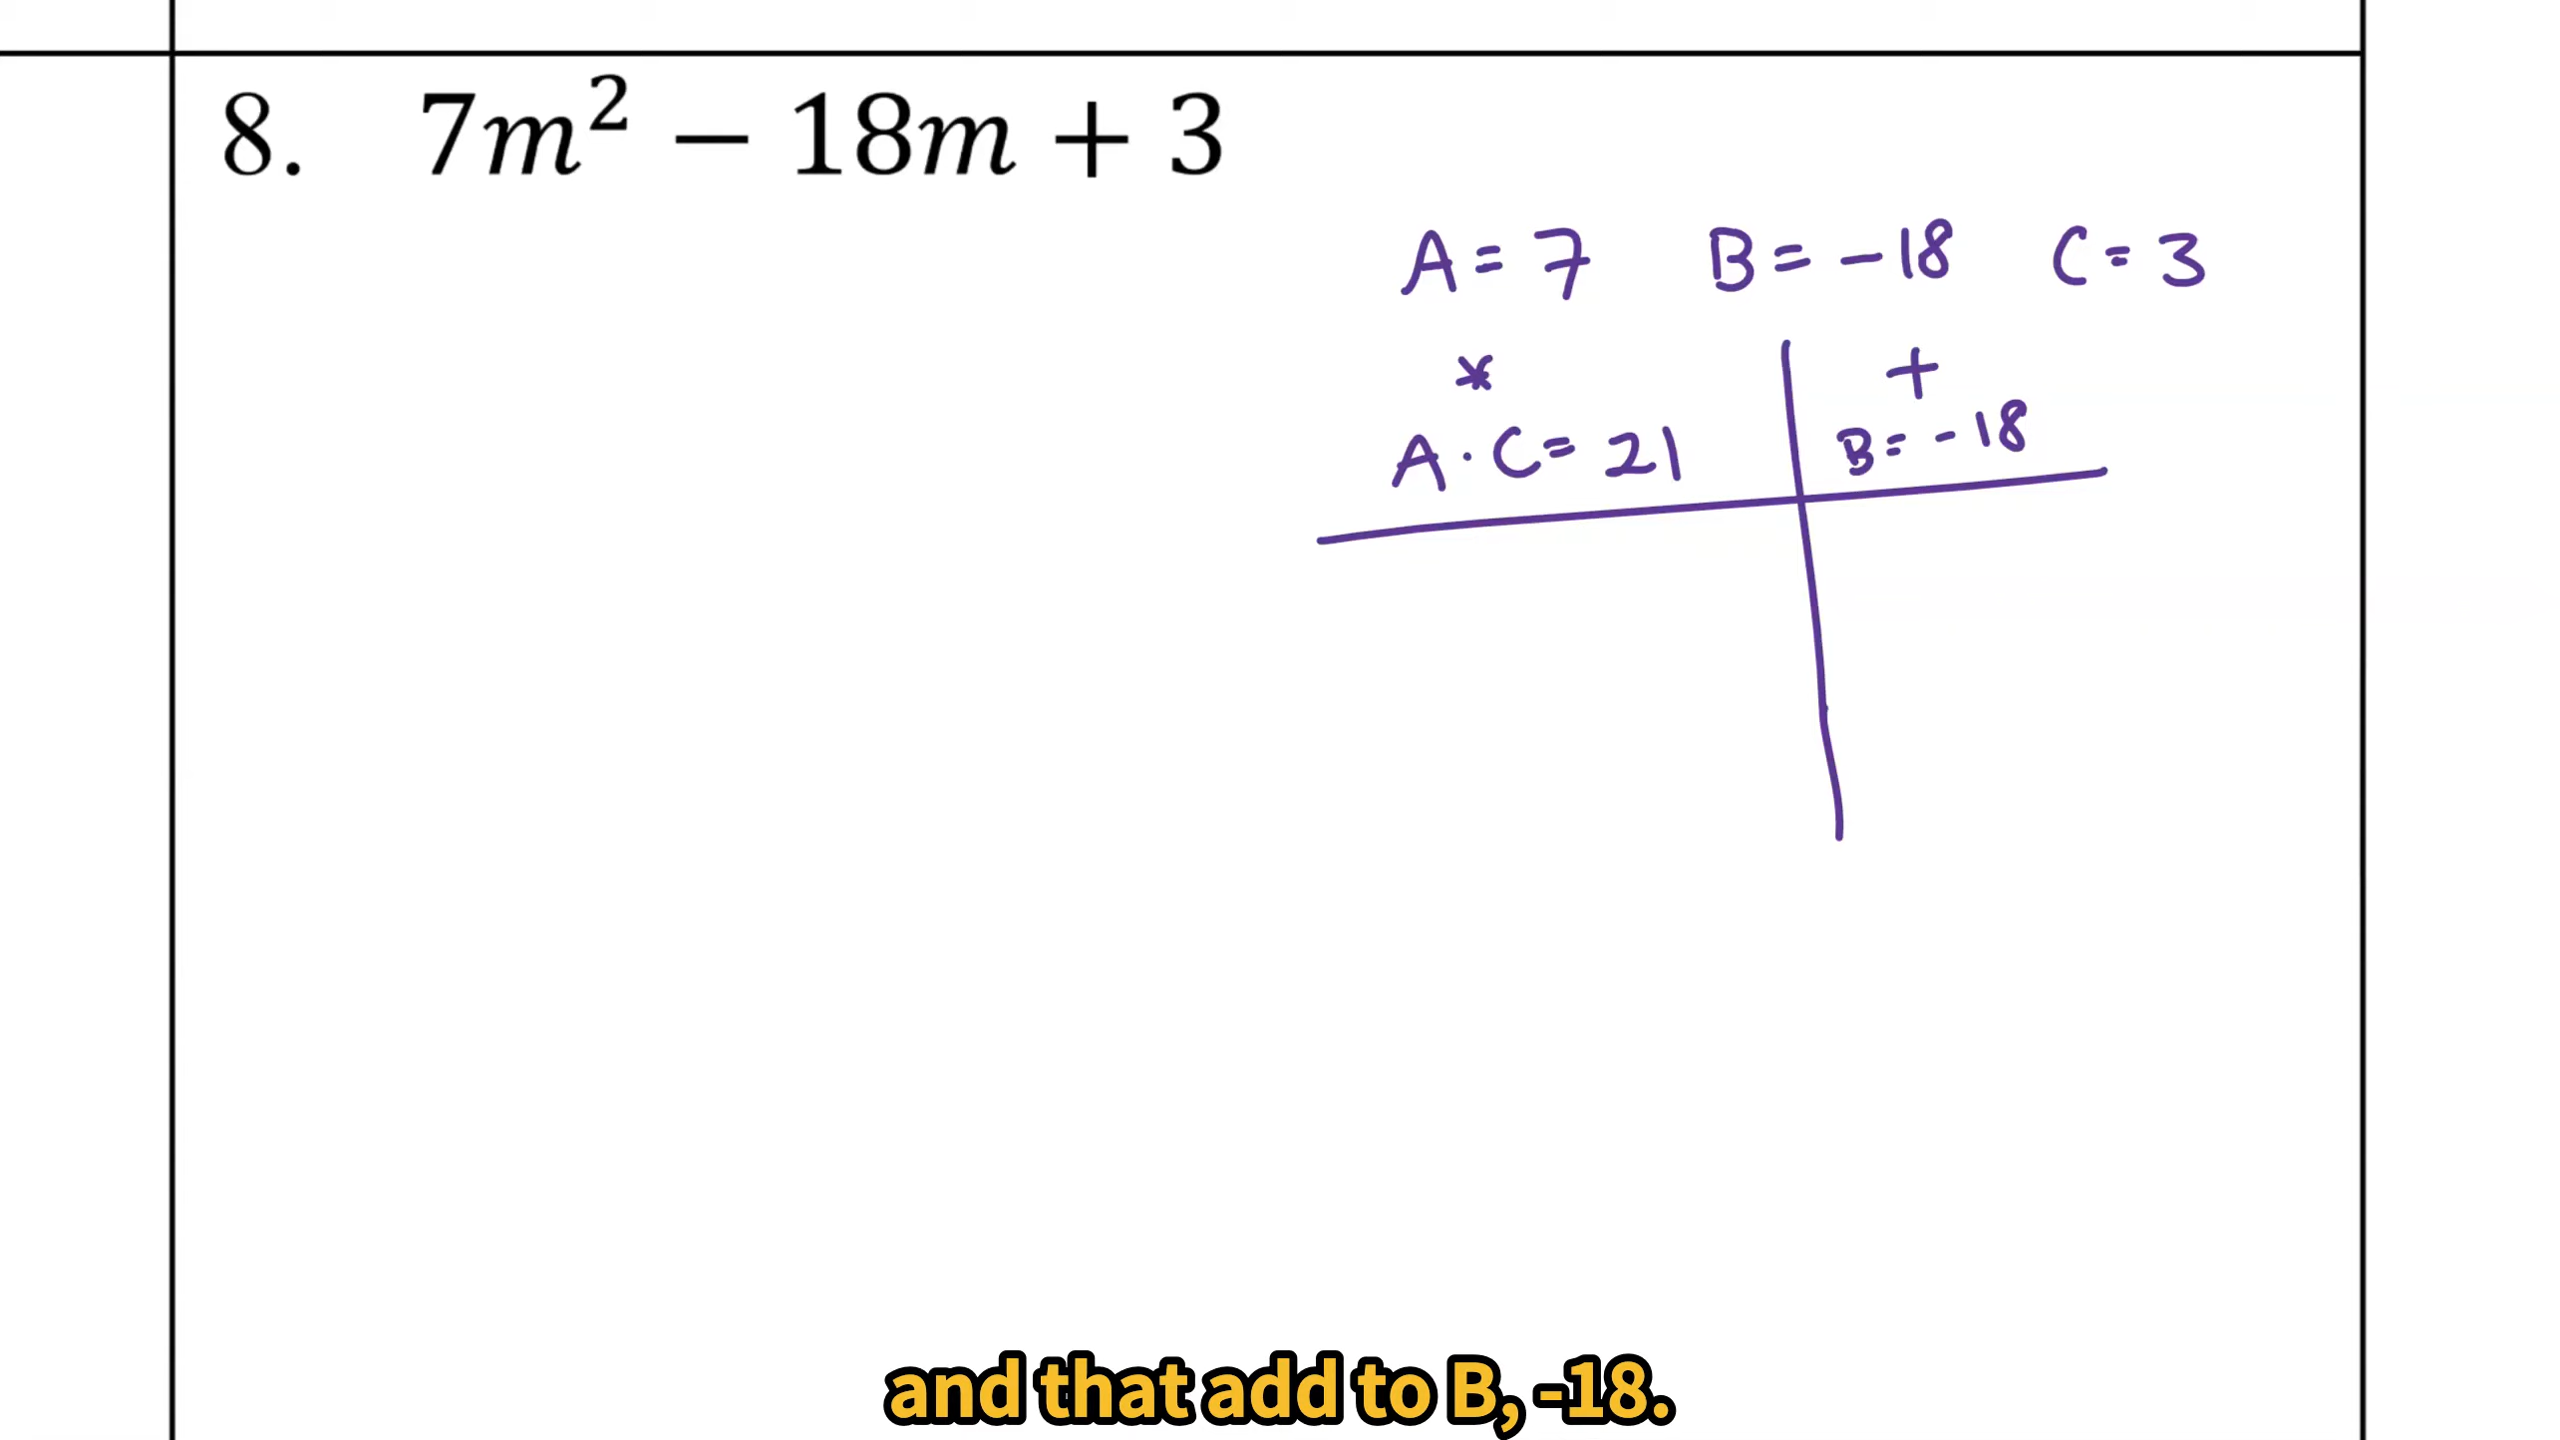 8. 7m² − 18m + 3
A = 7 B = -18 C = 3
* +
A · C = 21 B = -18
and that add to B, -18.